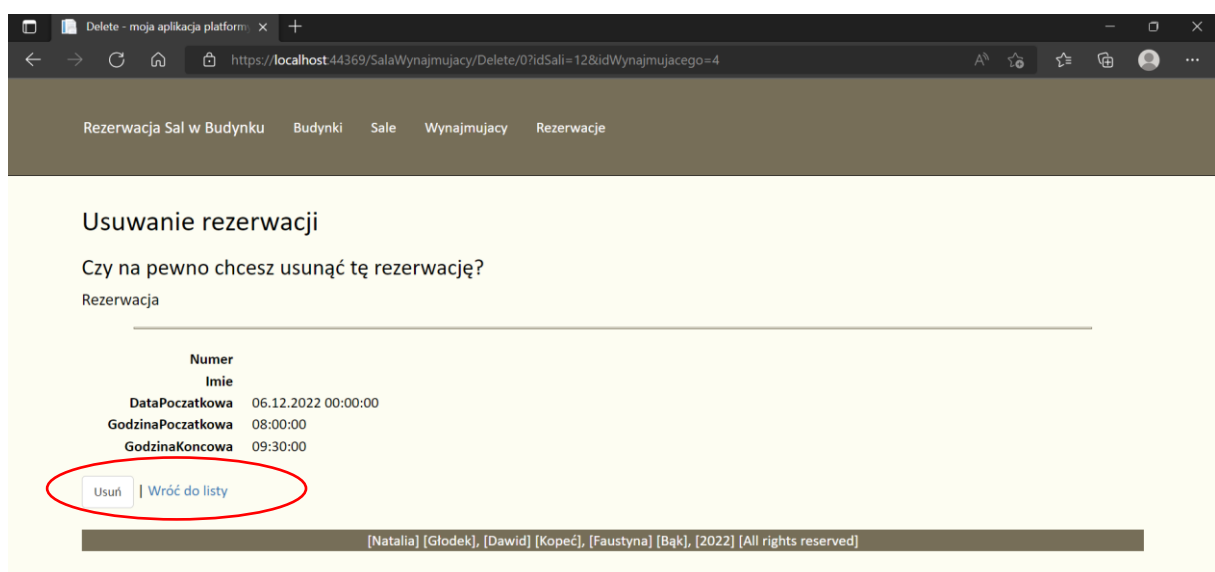 Delete - moja aplikacja platform
https://localhost:44369/SalaWynajmujacy/Delete/0?idSali=12&idWynajmujacego=4
Rezerwacja Sal w Budynku Budynki Sale Wynajmujacy Rezerwacje
Usuwanie rezerwacji
Czy na pewno chcesz usunąć tę rezerwację?
Rezerwacja
Numer
Imie
DataPoczatkowa 06.12.2022 00:00:00
GodzinaPoczatkowa 08:00:00
GodzinaKoncowa 09:30:00
Usuń | Wróć do listy
[Natalia] [Głodek], [Dawid] [Kopeć], [Faustyna] [Bąk], [2022] [All rights reserved]